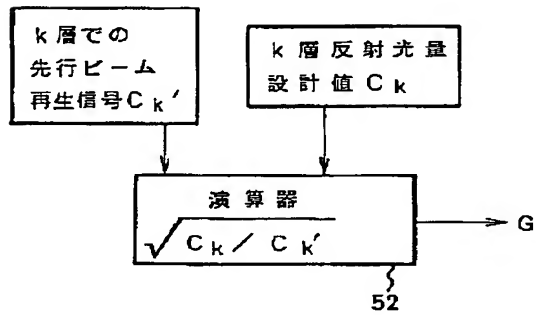 k層での
先行ビーム
再生信号Ck′
k層反射光量
設計値Ck
演算器
√Ck／Ck′
G
52